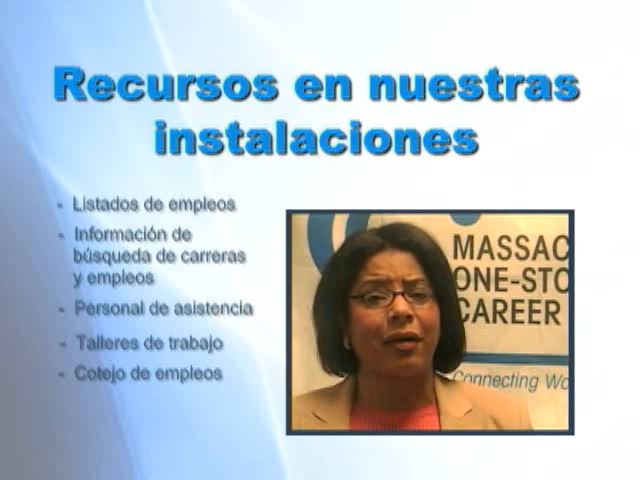 Recursos en nuestras
instalaciones
- Listados de empleos
- Información de
búsqueda de carreras
y empleos
- Personal de asistencia
- Talleres de trabajo
- Cotejo de empleos
MASSAC
ONE-STO
CAREER
Connecting Wo